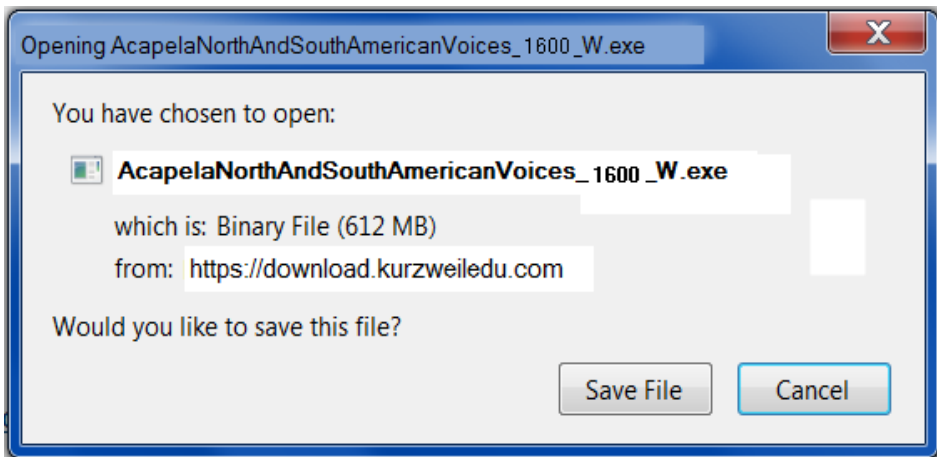 Opening AcapelaNorthAndSouthAmericanVoices_1600_W.exe
X
You have chosen to open:
AcapelaNorthAndSouthAmericanVoices_1600_W.exe
which is: Binary File (612 MB)
from: https://download.kurzweiledu.com
Would you like to save this file?
Save File Cancel